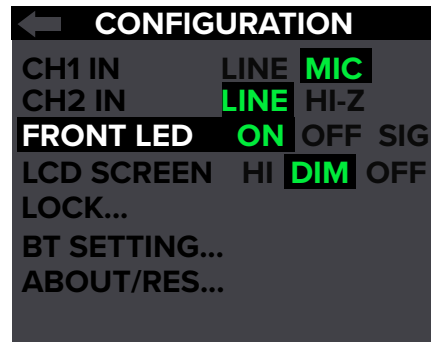 CONFIGURATION
CH1 IN LINE MIC
CH2 IN LINE HI-Z
FRONT LED ON OFF SIG
LCD SCREEN HI DIM OFF
LOCK...
BT SETTING...
ABOUT/RES...